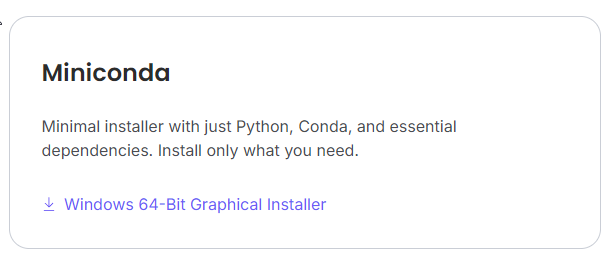 Miniconda
Minimal installer with just Python, Conda, and essential
dependencies. Install only what you need.
Windows 64-Bit Graphical Installer